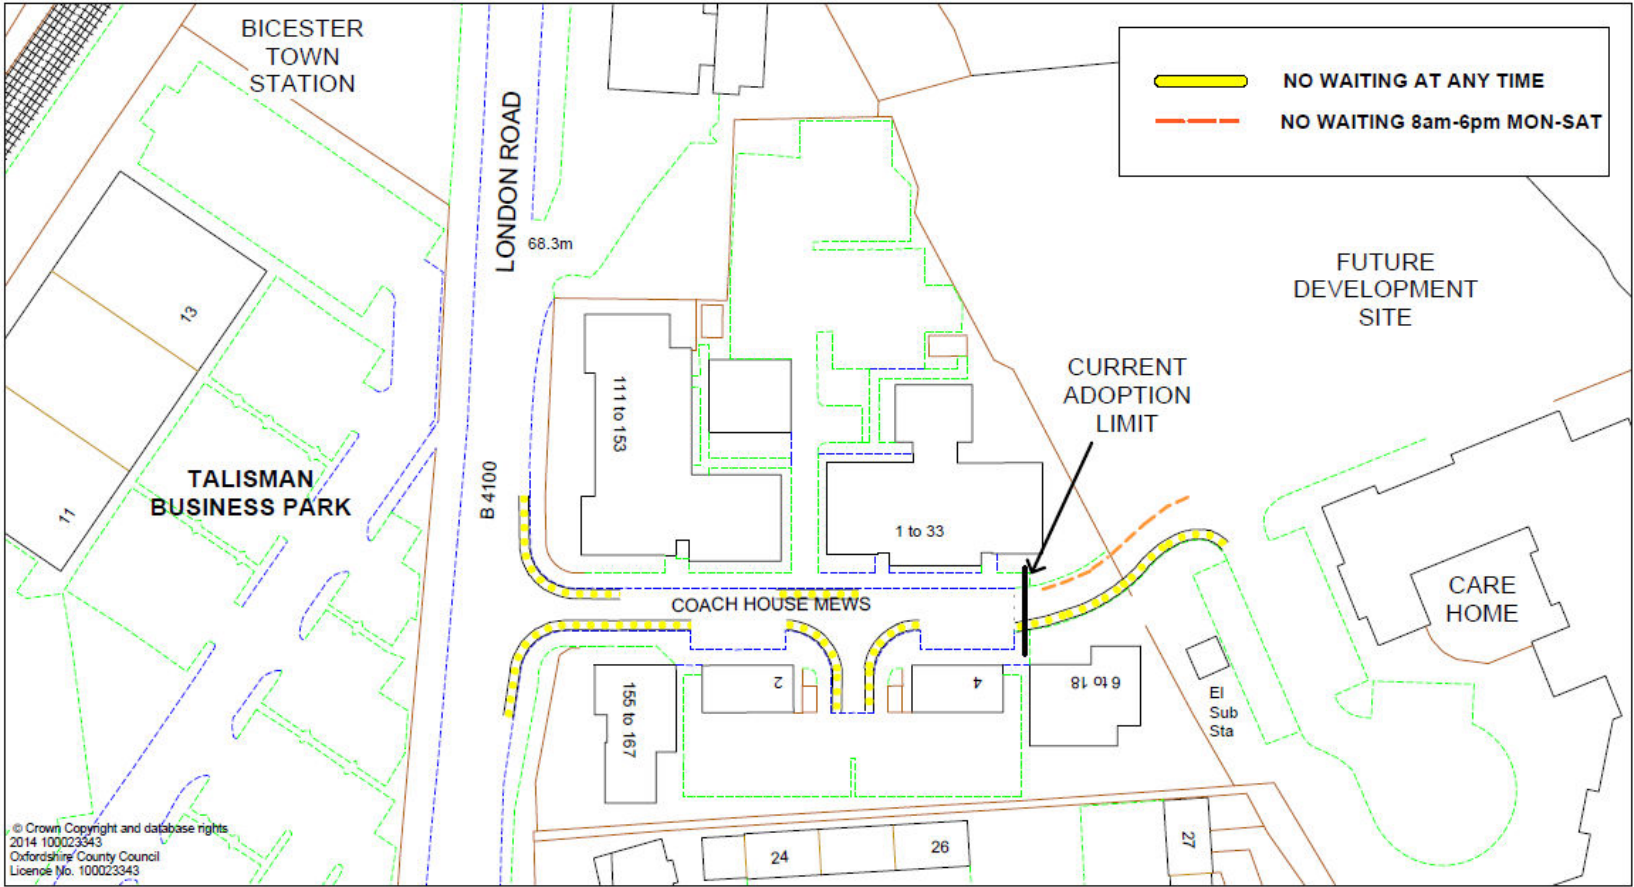 BICESTER
TOWN
STATION
LONDON ROAD
68.3m
NO WAITING AT ANY TIME
NO WAITING 8am-6pm MON-SAT
FUTURE
DEVELOPMENT
SITE
13
11
TALISMAN
BUSINESS PARK
B 4100
111 to 153
1 to 33
CURRENT
ADOPTION
LIMIT
COACH HOUSE MEWS
CARE
HOME
2
4
6 to 18
155 to 167
El
Sub
Sta
24
26
27
© Crown Copyright and database rights
2014 100023343
Oxfordshire County Council
Licence No. 100023343